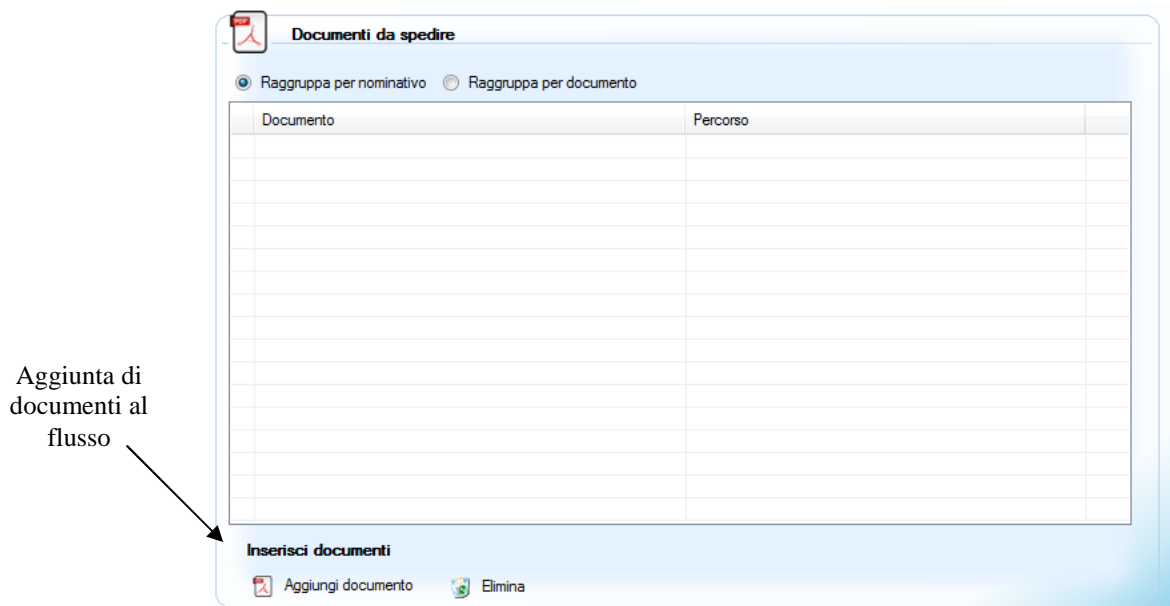 PDF
Documenti da spedire
Raggruppa per nominativo Raggruppa per documento
Documento Percorso
Aggiunta di
documenti al
flusso
Inserisci documenti
Aggiungi documento Elimina